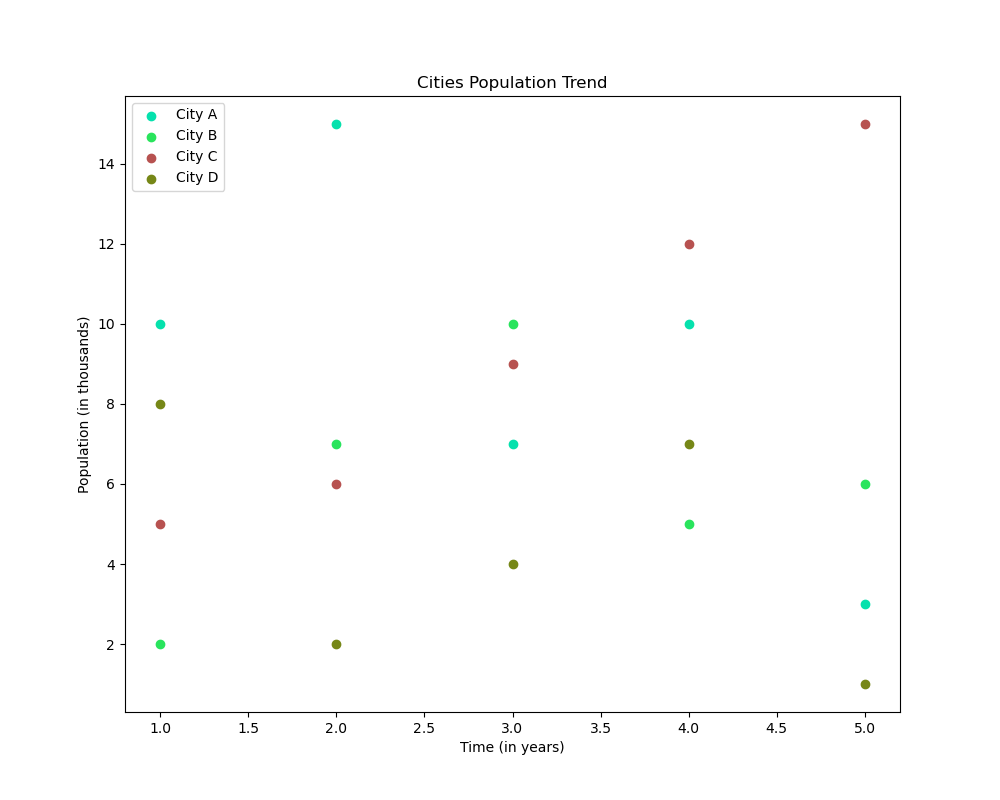 Cities Population Trend
City A
City B
City C
City D
Population (in thousands)
14
12
10
8
6
4
2
1.0 1.5 2.0 2.5 3.0 3.5 4.0 4.5 5.0
Time (in years)